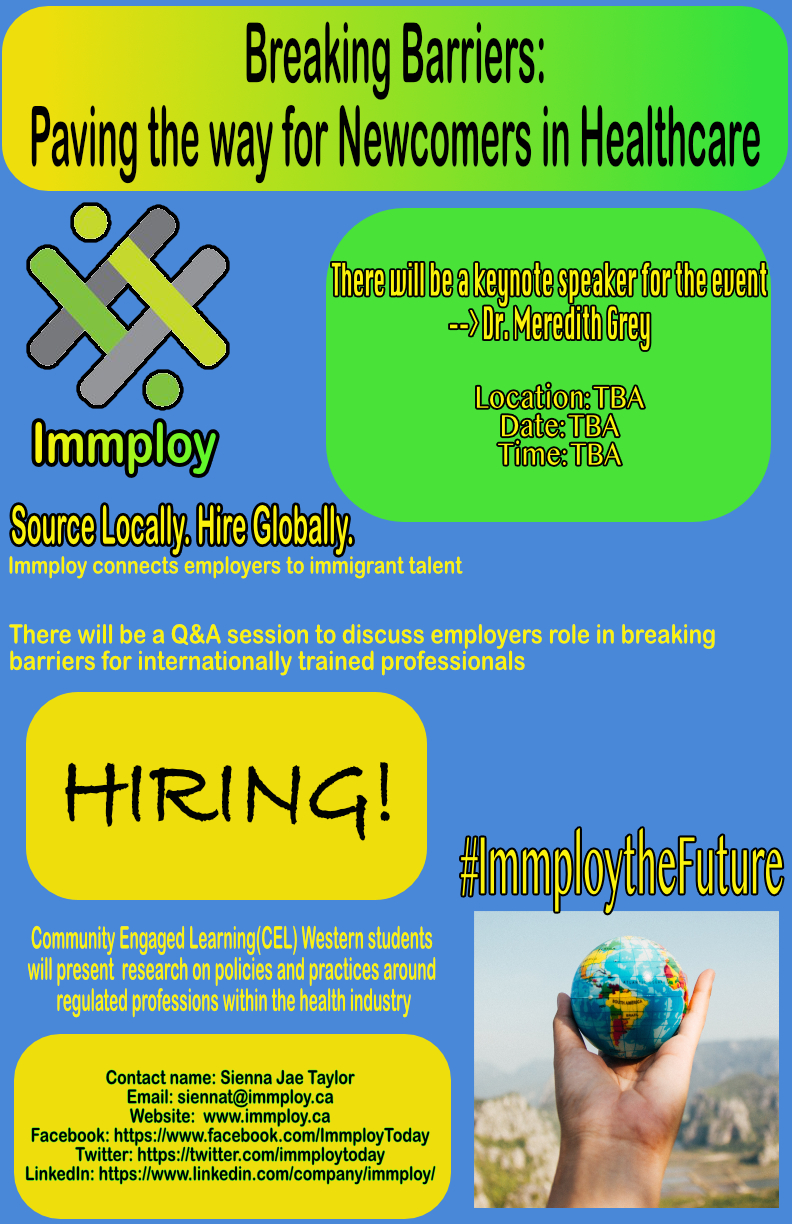 Breaking Barriers:
Paving the way for Newcomers in Healthcare
There will be a keynote speaker for the event
--> Dr. Meredith Grey
Location: TBA
Date: TBA
Time: TBA
Immploy
Source Locally. Hire Globally.
Immploy connects employers to immigrant talent
There will be a Q&A session to discuss employers role in breaking
barriers for internationally trained professionals
HIRING!
#ImmploytheFuture
Community Engaged Learning(CEL) Western students
will present research on policies and practices around
regulated professions within the health industry
SOUTH AMERICA
Contact name: Sienna Jae Taylor
Email: siennat@immploy.ca
Website: www.immploy.ca
Facebook: https://www.facebook.com/ImmployToday
Twitter: https://twitter.com/immploytoday
LinkedIn: https://www.linkedin.com/company/immploy/